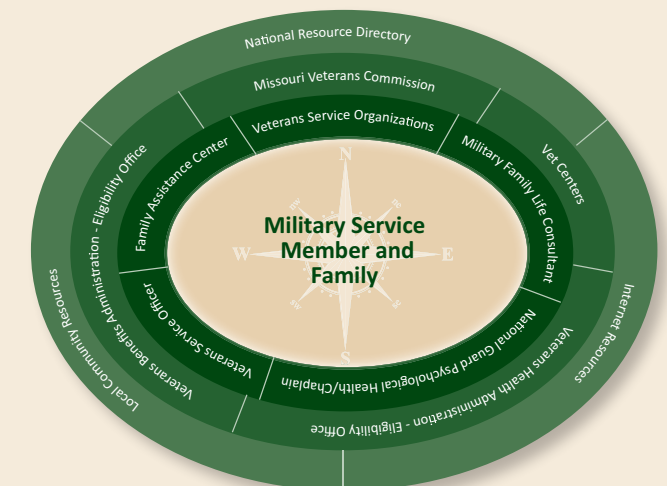 National Resource Directory
Missouri Veterans Commission
Veterans Service Organizations
Family Assistance Center
Military Family Life Consultant
Vet Centers
Veterans Benefits Administration - Eligibility Office
Local Community Resources
Internet Resources
N
W
E
S
Military Service
Member and
Family
Veterans Service Officer
National Guard Psychological Health/Chaplain
Veterans Health Administration - Eligibility Office